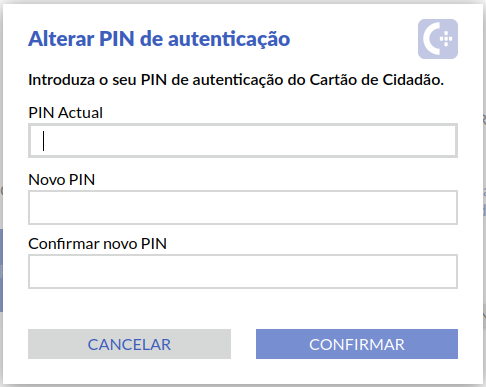 Alterar PIN de autenticação
Introduza o seu PIN de autenticação do Cartão de Cidadão.
PIN Actual
Novo PIN
Confirmar novo PIN
CANCELAR
CONFIRMAR